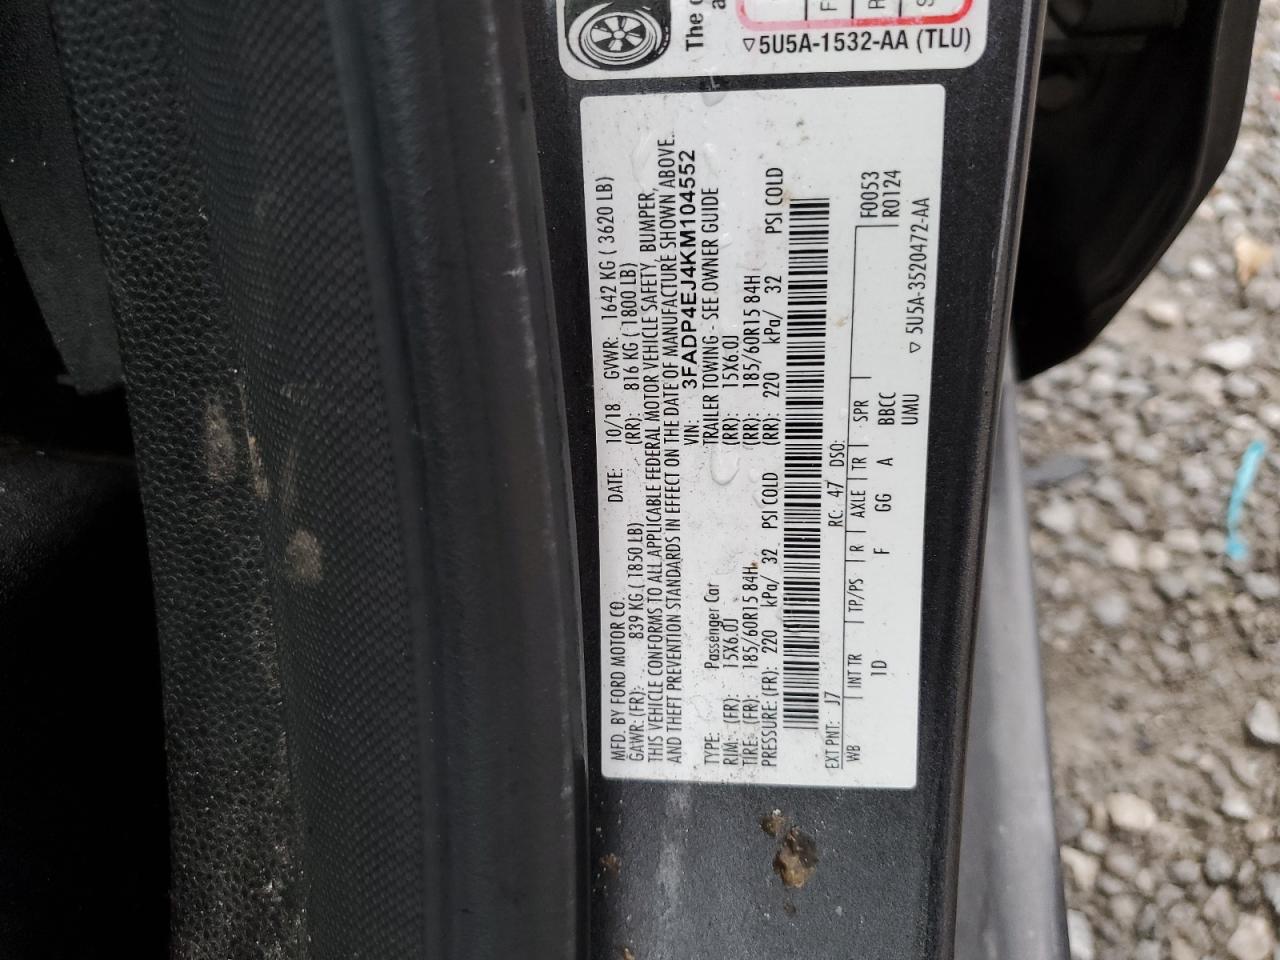 The
5U5A-1532-AA (TLU)
MFD. BY FORD MOTOR CO.
DATE: 10/18 GVWR: 1642 KG ( 3620 LB)
GAWR: (FR): 839 KG ( 1850 LB) (RR): 816 KG ( 1800 LB)
THIS VEHICLE CONFORMS TO ALL APPLICABLE FEDERAL MOTOR VEHICLE SAFETY, BUMPER,
AND THEFT PREVENTION STANDARDS IN EFFECT ON THE DATE OF MANUFACTURE SHOWN ABOVE.
VIN: 3FADP4EJ4KM104552
TYPE: Passenger Car TRAILER TOWING - SEE OWNER GUIDE
RIM: (FR): 15X6.0J (RR): 15X6.0J
TIRE: (FR): 185/60R15 84H (RR): 185/60R15 84H
PRESSURE: (FR): 220 kPa/ 32 PSI COLD (RR): 220 kPa/ 32 PSI COLD
EXT PNT: J7 RC: 47 DSO: F0053
WB INT TR TP/PS R AXLE TR SPR R0124
1D F GG A BBCC
UMU
5U5A-3520472-AA